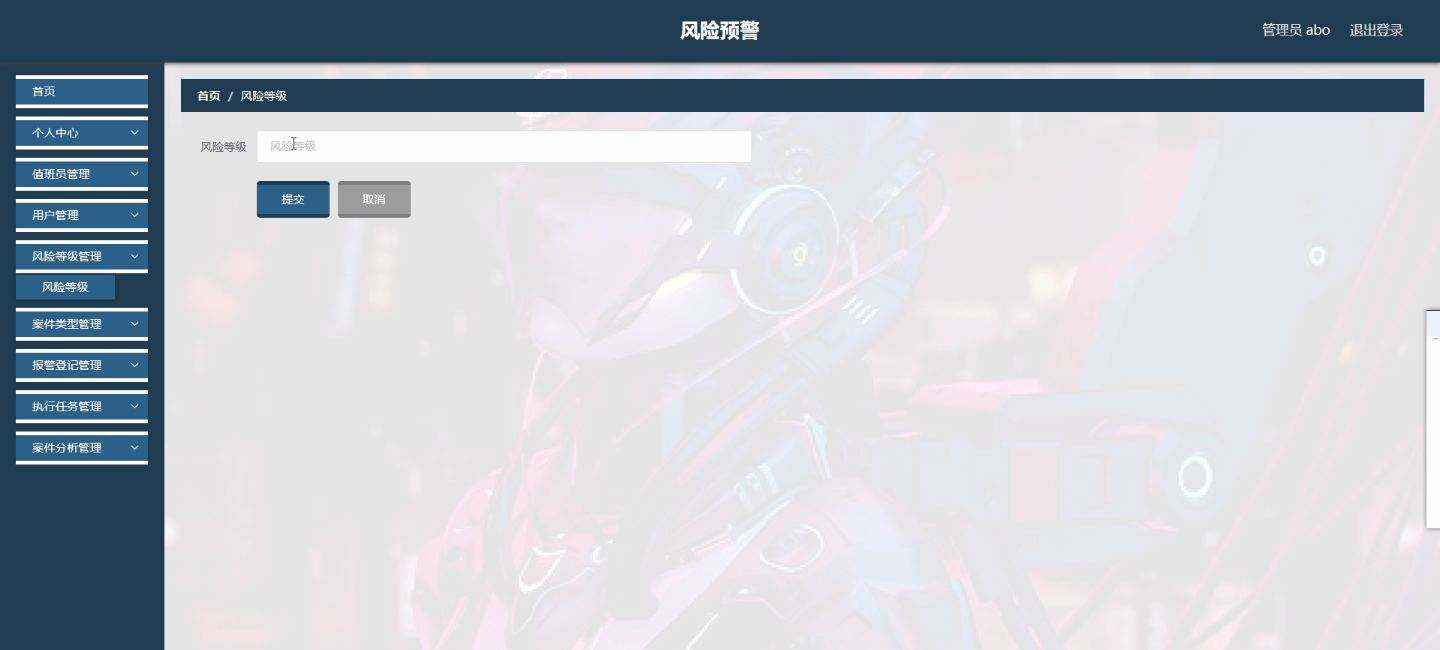 风险预警
管理员 abo 退出登录
首页
个人中心
值班员管理
用户管理
风险等级管理
风险等级
案件类型管理
报警登记管理
执行任务管理
案件分析管理
首页 / 风险等级
风险等级 风险等级
提交 取消